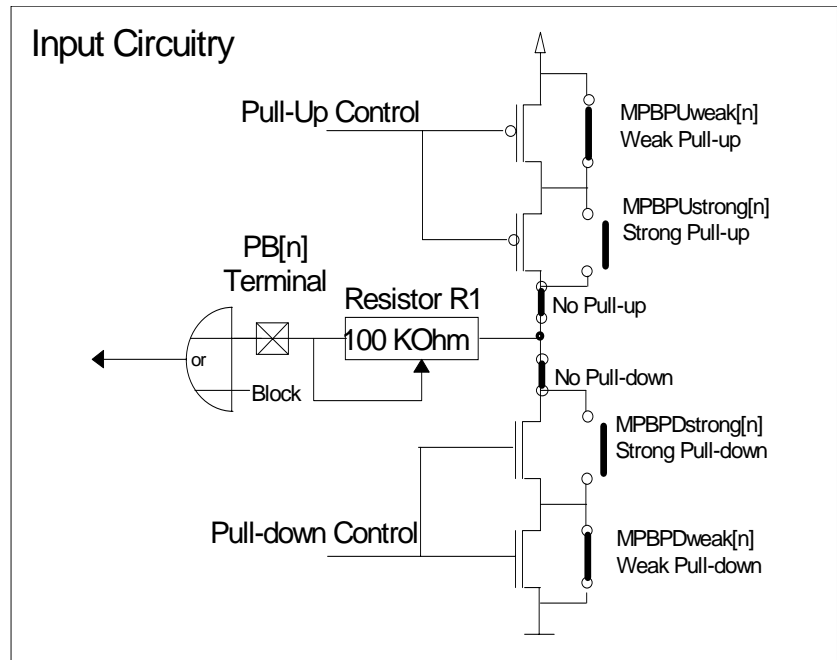 Input Circuitry
Pull-Up Control
MPBPUweak[n]
Weak Pull-up
MPBPUstrong[n]
Strong Pull-up
PB[n]
Terminal
Resistor R1
No Pull-up
100 KOhm
or
Block
No Pull-down
MPBPDstrong[n]
Strong Pull-down
Pull-down Control
MPBPDweak[n]
Weak Pull-down